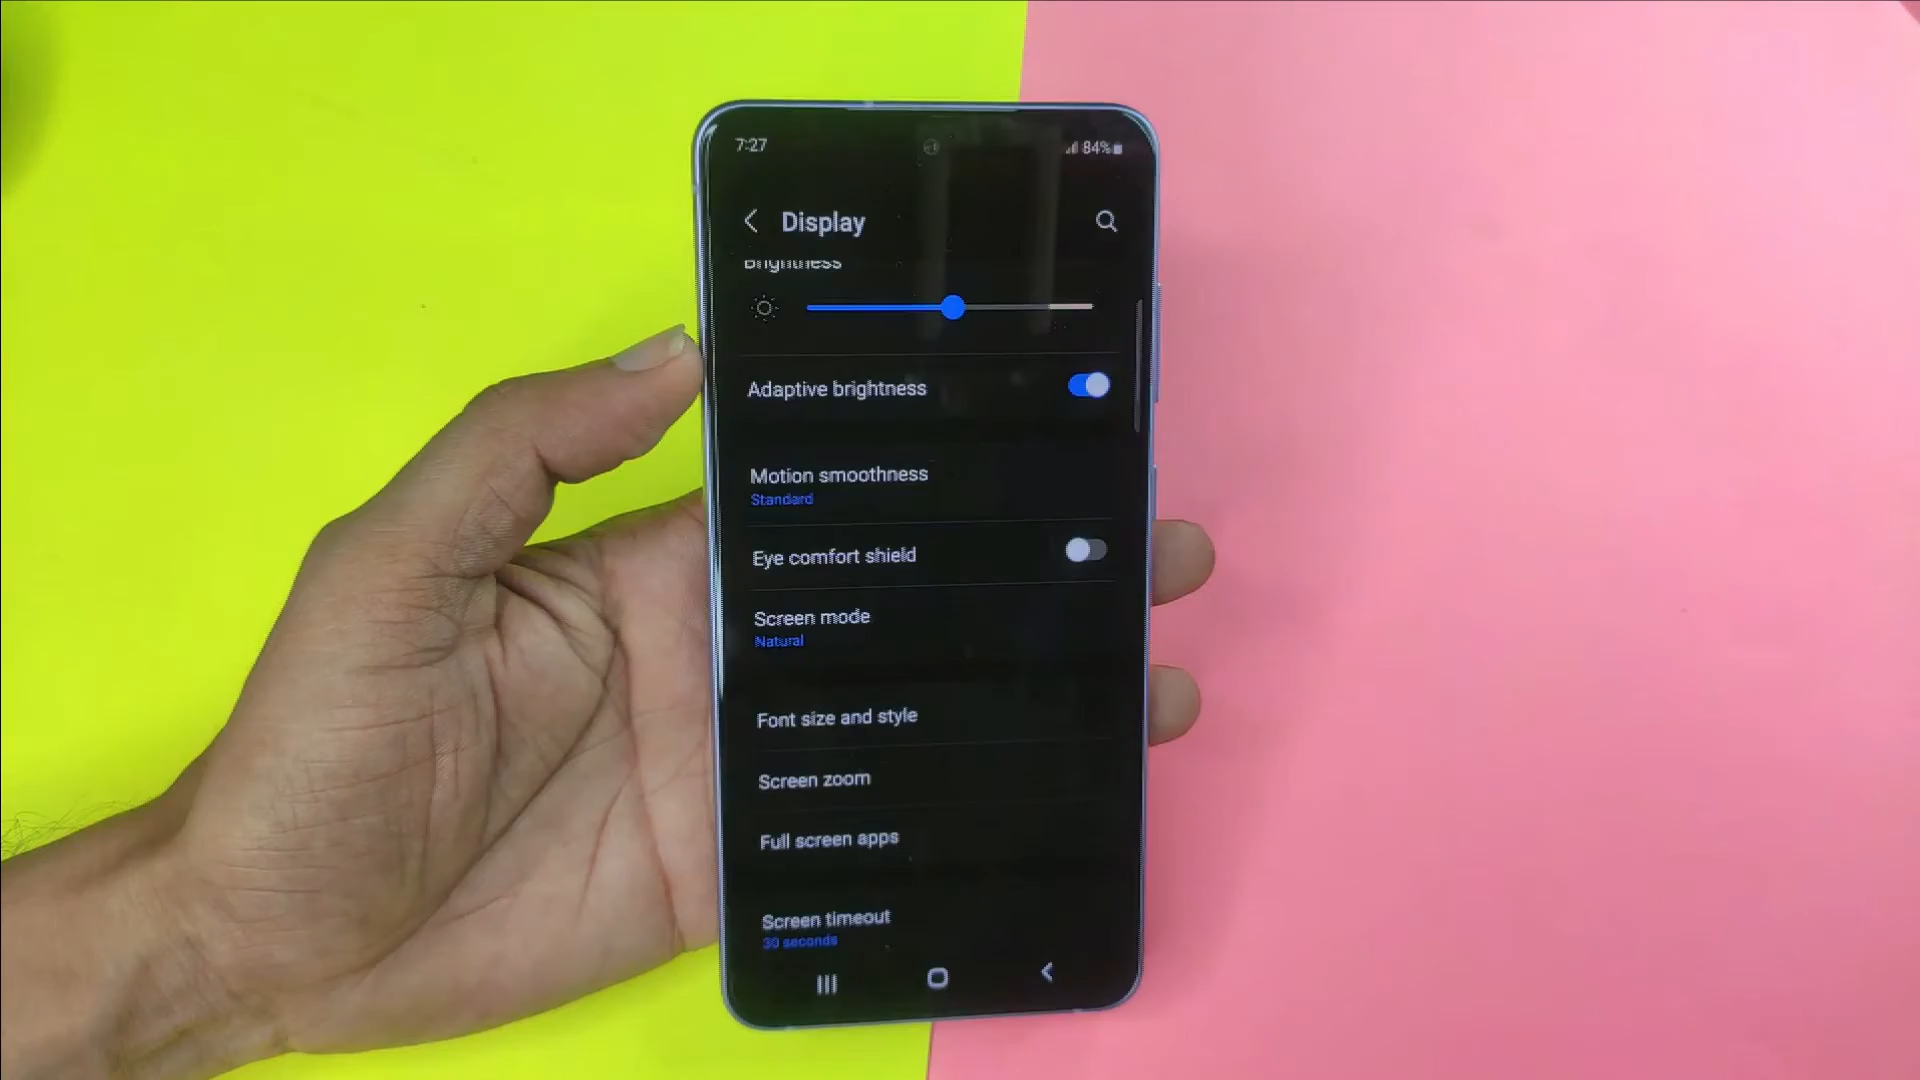 7:27
84%
Display
Brightness
Adaptive brightness
Motion smoothness
Standard
Eye comfort shield
Screen mode
Natural
Font size and style
Screen zoom
Full screen apps
Screen timeout
30 seconds